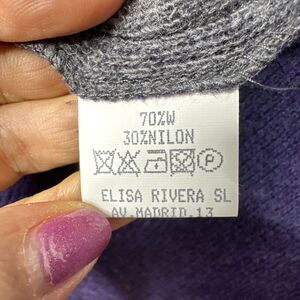 70%W
30%NILON
P
ELISA RIVERA SL
AV.MADRID,13